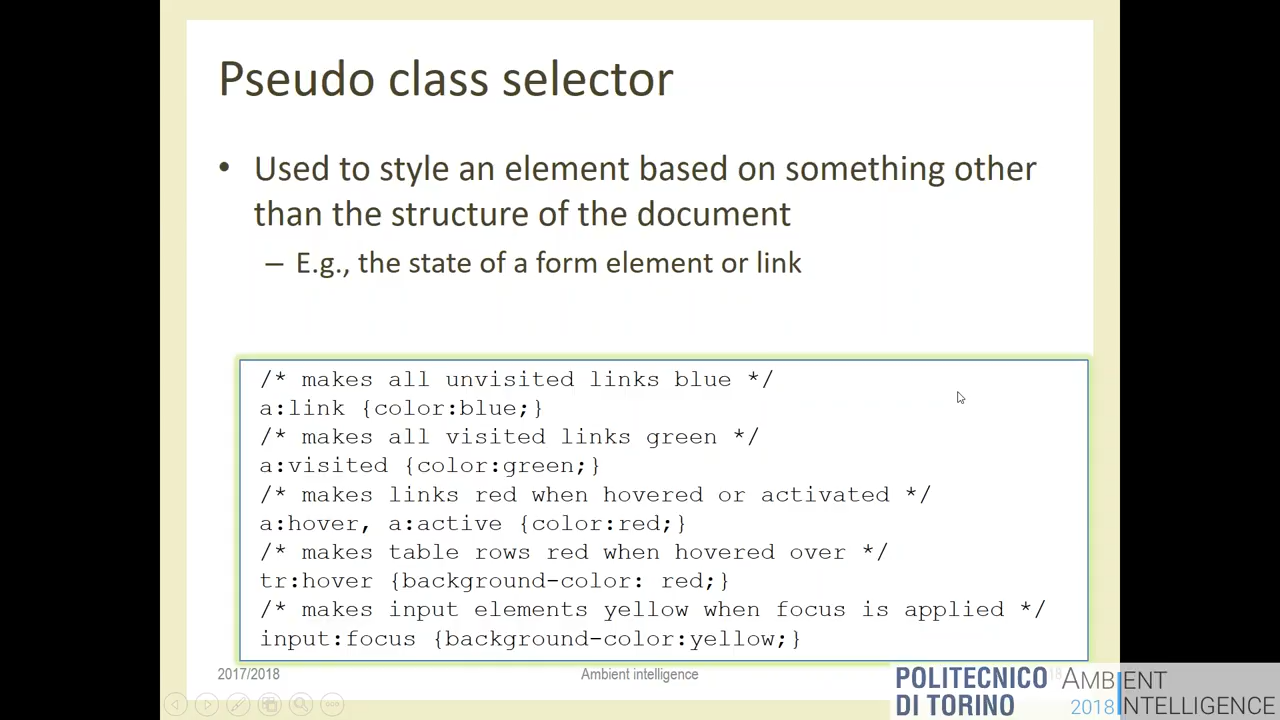 Pseudo class selector
• Used to style an element based on something other
than the structure of the document
– E.g., the state of a form element or link
/* makes all unvisited links blue */
a:link {color:blue;}
/* makes all visited links green */
a:visited {color:green;}
/* makes links red when hovered or activated */
a:hover, a:active {color:red;}
/* makes table rows red when hovered over */
tr:hover {background-color: red;}
/* makes input elements yellow when focus is applied */
input:focus {background-color:yellow;}
2017/2018
Ambient intelligence
POLITECNICO
DI TORINO
AMBIENT
2018 INTELLIGENCE